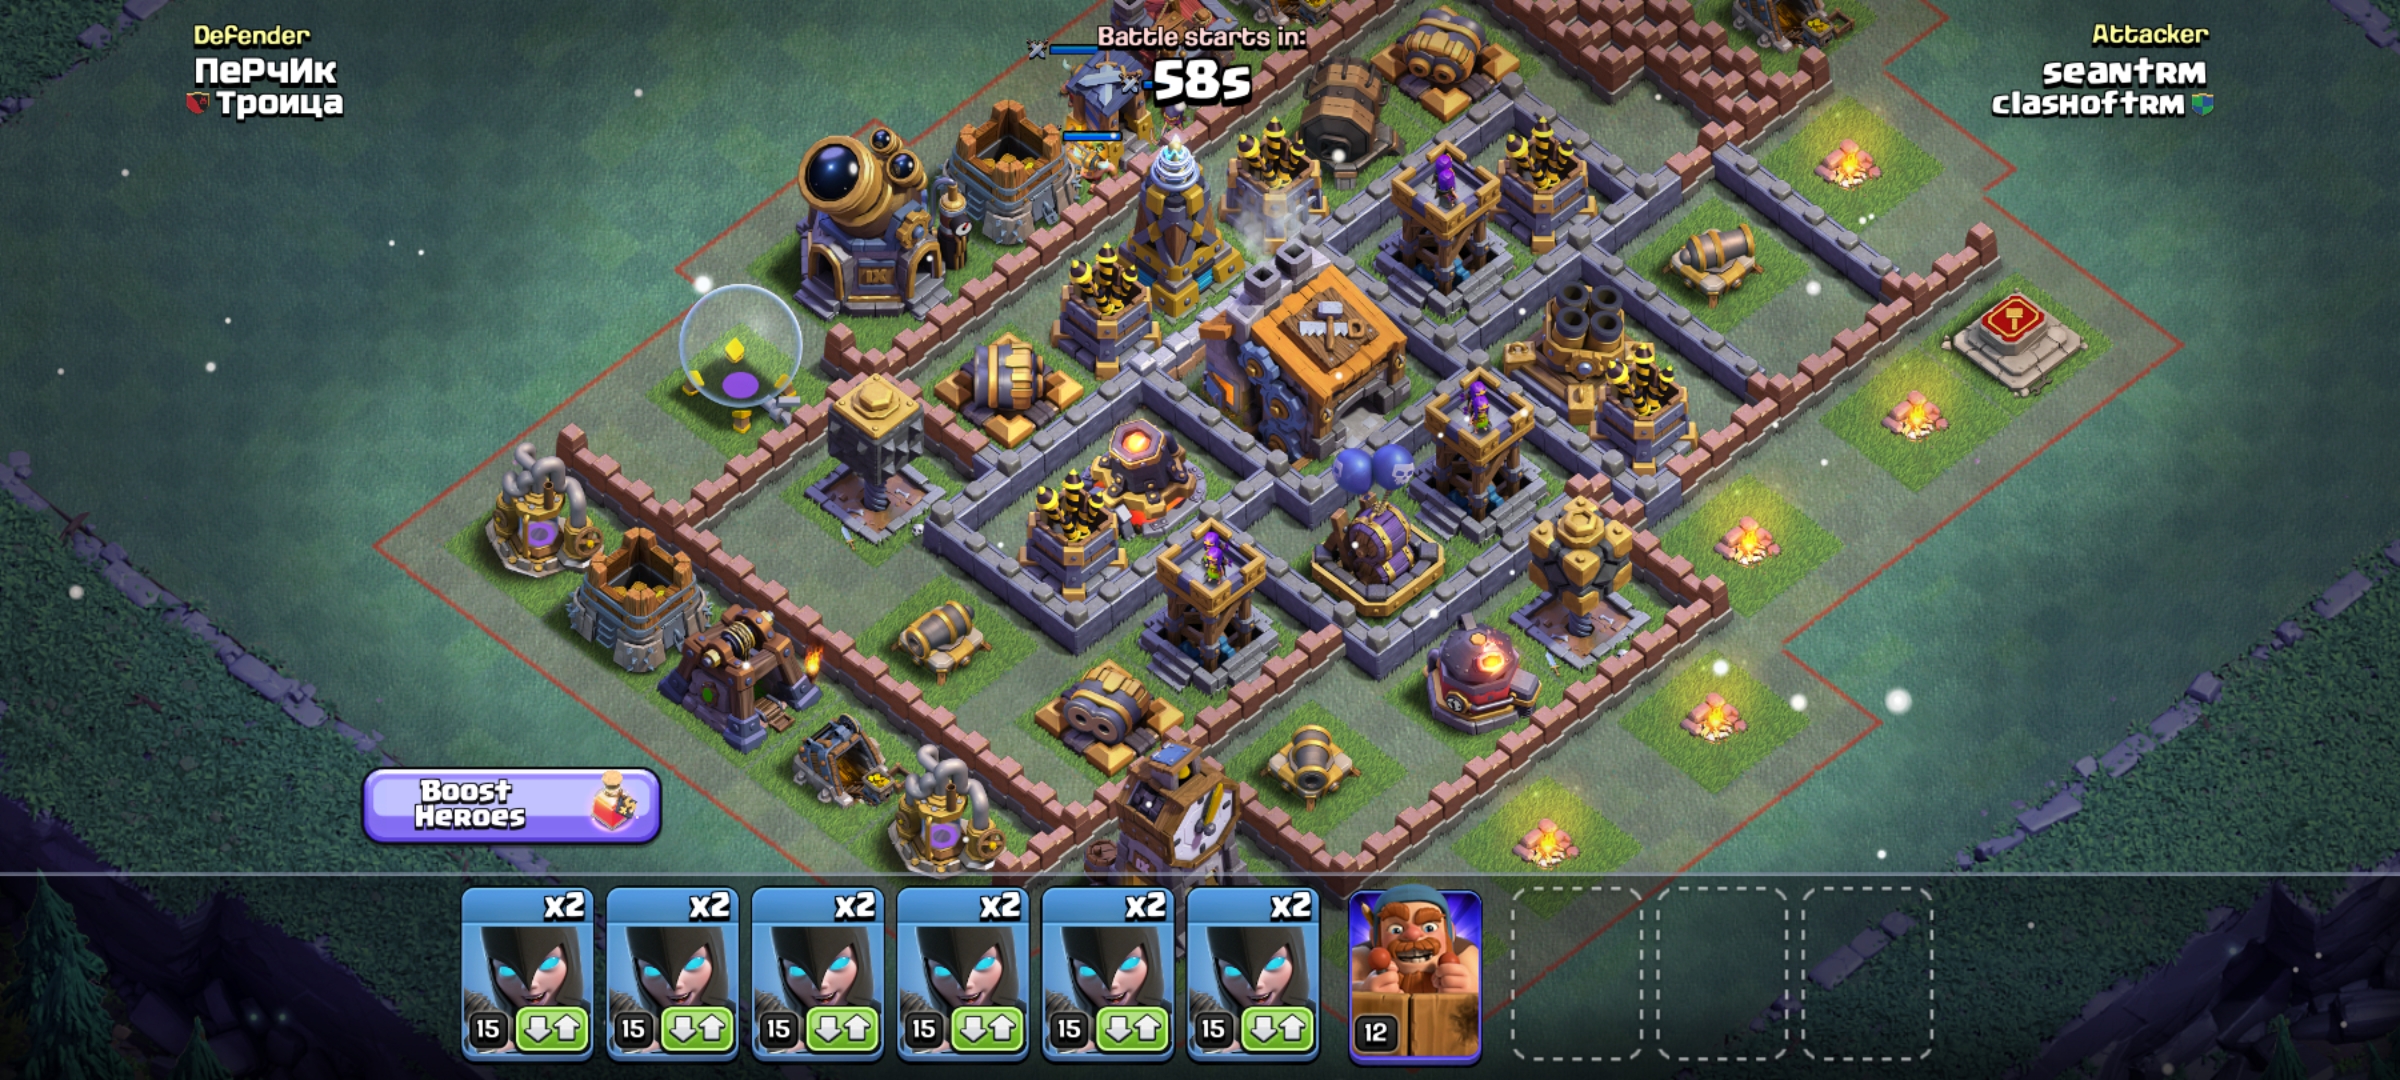 Defender
ПеРчИк
Троица
Battle starts in:
58s
Attacker
seanTRM
clashofTRM
Boost
Heroes
x2
x2
x2
x2
x2
x2
15
15
15
15
15
15
12